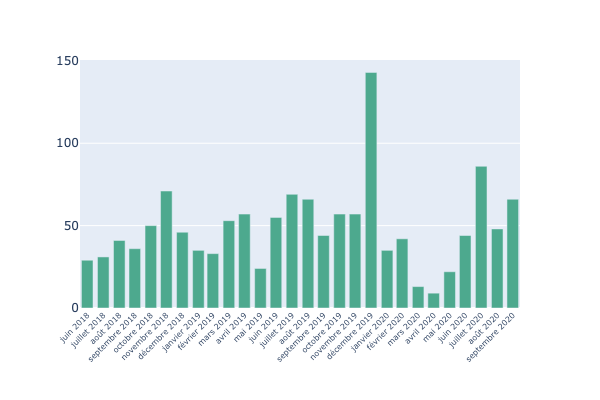 150
100
50
0
juin 2018
juillet 2018
août 2018
septembre 2018
octobre 2018
novembre 2018
décembre 2018
janvier 2019
février 2019
mars 2019
avril 2019
mai 2019
juin 2019
juillet 2019
août 2019
septembre 2019
octobre 2019
novembre 2019
décembre 2019
janvier 2020
février 2020
mars 2020
avril 2020
mai 2020
juin 2020
juillet 2020
août 2020
septembre 2020